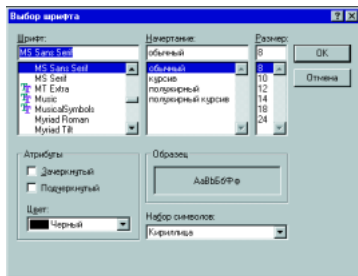 Выбор шрифта
Шрифт:
MS Sans Serif
MS Sans Serif
MS Serif
MT Extra
Music
MusicalSymbols
Myriad Roman
Myriad Tilt
Начертание:
обычный
обычный
курсив
полужирный
полужирный курсив
Размер:
8
8
10
12
14
18
24
OK
Отмена
Атрибуты
Зачеркнутый
Подчеркнутый
Цвет:
Черный
Образец
АаВЬБбФф
Набор символов:
Кириллица